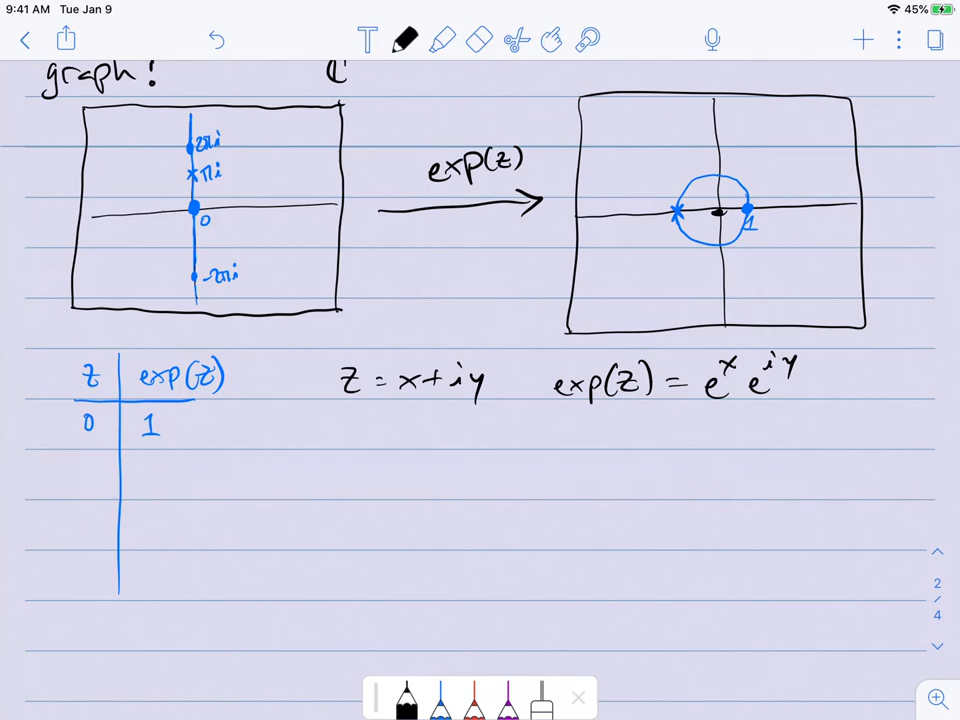 9:41 AM Tue Jan 9
45%
T
graph! ℂ
2πi
πi
0
-2πi
exp(z)
1
z exp(z)
0 1
z = x + iy exp(z) = e^x e^{iy}
2
/
4